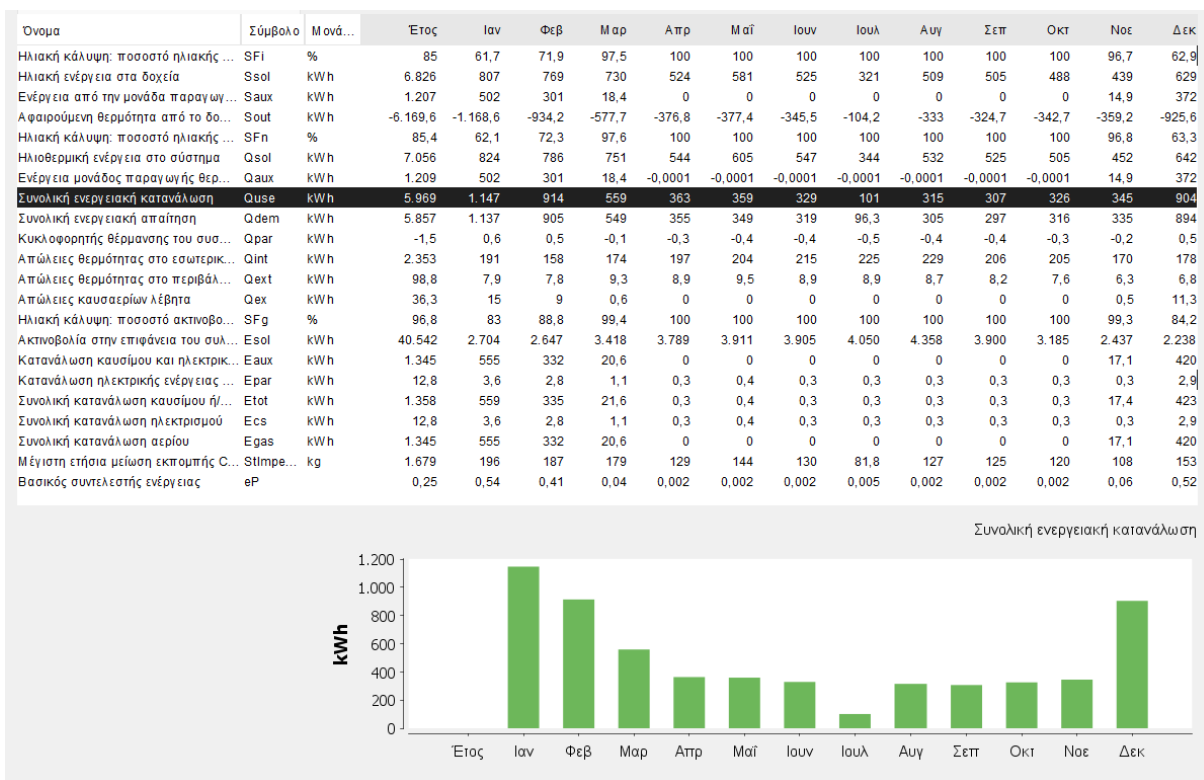 Όνομα Σύμβολο Μονά... Έτος Ιαν Φεβ Μαρ Απρ Μαΐ Ιουν Ιουλ Αυγ Σεπ Οκτ Νοε Δεκ
Ηλιακή κάλυψη: ποσοστό ηλιακής ... SFi % 85 61,7 71,9 97,5 100 100 100 100 100 100 100 96,7 62,9
Ηλιακή ενέργεια στα δοχεία Ssol kWh 6.826 807 769 730 524 581 525 321 509 505 488 439 629
Ενέργεια από την μονάδα παραγωγ... Saux kWh 1.207 502 301 18,4 0 0 0 0 0 0 0 14,9 372
Αφαιρούμενη θερμότητα από το δο... Sout kWh -6.169,6 -1.168,6 -934,2 -577,7 -376,8 -377,4 -345,5 -104,2 -333 -324,7 -342,7 -359,2 -925,6
Ηλιακή κάλυψη: ποσοστό ηλιακής ... SFn % 85,4 62,1 72,3 97,6 100 100 100 100 100 100 100 96,8 63,3
Ηλιοθερμική ενέργεια στο σύστημα Qsol kWh 7.056 824 786 751 544 605 547 344 532 525 505 452 642
Ενέργεια μονάδος παραγωγής θερ... Qaux kWh 1.209 502 301 18,4 -0,0001 -0,0001 -0,0001 -0,0001 -0,0001 -0,0001 -0,0001 14,9 372
Συνολική ενεργειακή κατανάλωση Quse kWh 5.969 1.147 914 559 363 359 329 101 315 307 326 345 904
Συνολική ενεργειακή απαίτηση Qdem kWh 5.857 1.137 905 549 355 349 319 96,3 305 297 316 335 894
Κυκλοφορητής θέρμανσης του συσ... Qpar kWh -1,5 0,6 0,5 -0,1 -0,3 -0,4 -0,4 -0,5 -0,4 -0,4 -0,3 -0,2 0,5
Απώλειες θερμότητας στο εσωτερικ... Qint kWh 2.353 191 158 174 197 204 215 225 229 206 205 170 178
Απώλειες θερμότητας στο περιβάλ... Qext kWh 98,8 7,9 7,8 9,3 8,9 9,5 8,9 8,9 8,7 8,2 7,6 6,3 6,8
Απώλειες καυσαερίων λέβητα Qex kWh 36,3 15 9 0,6 0 0 0 0 0 0 0 0,5 11,3
Ηλιακή κάλυψη: ποσοστό ακτινοβο... SFg % 96,8 83 88,8 99,4 100 100 100 100 100 100 100 99,3 84,2
Ακτινοβολία στην επιφάνεια του συλ... Esol kWh 40.542 2.704 2.647 3.418 3.789 3.911 3.905 4.050 4.358 3.900 3.185 2.437 2.238
Κατανάλωση καυσίμου και ηλεκτρικ... Eaux kWh 1.345 555 332 20,6 0 0 0 0 0 0 0 17,1 420
Κατανάλωση ηλεκτρικής ενέργειας ... Epar kWh 12,8 3,6 2,8 1,1 0,3 0,4 0,3 0,3 0,3 0,3 0,3 0,3 2,9
Συνολική κατανάλωση καυσίμου ή/... Etot kWh 1.358 559 335 21,6 0,3 0,4 0,3 0,3 0,3 0,3 0,3 17,4 423
Συνολική κατανάλωση ηλεκτρισμού Ecs kWh 12,8 3,6 2,8 1,1 0,3 0,4 0,3 0,3 0,3 0,3 0,3 0,3 2,9
Συνολική κατανάλωση αερίου Egas kWh 1.345 555 332 20,6 0 0 0 0 0 0 0 17,1 420
Μέγιστη ετήσια μείωση εκπομπής C... StImpe... kg 1.679 196 187 179 129 144 130 81,8 127 125 120 108 153
Βασικός συντελεστής ενέργειας eP 0,25 0,54 0,41 0,04 0,002 0,002 0,002 0,005 0,002 0,002 0,002 0,06 0,52
Συνολική ενεργειακή κατανάλωση
kWh
1.200
1.000
800
600
400
200
0
Έτος Ιαν Φεβ Μαρ Απρ Μαΐ Ιουν Ιουλ Αυγ Σεπ Οκτ Νοε Δεκ